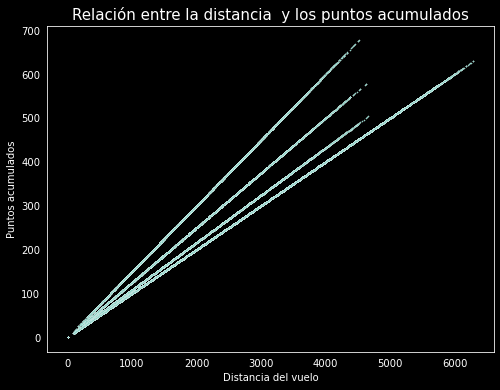 Relación entre la distancia  y los puntos acumulados
Puntos acumulados
700
600
500
400
300
200
100
0
0 1000 2000 3000 4000 5000 6000
Distancia del vuelo